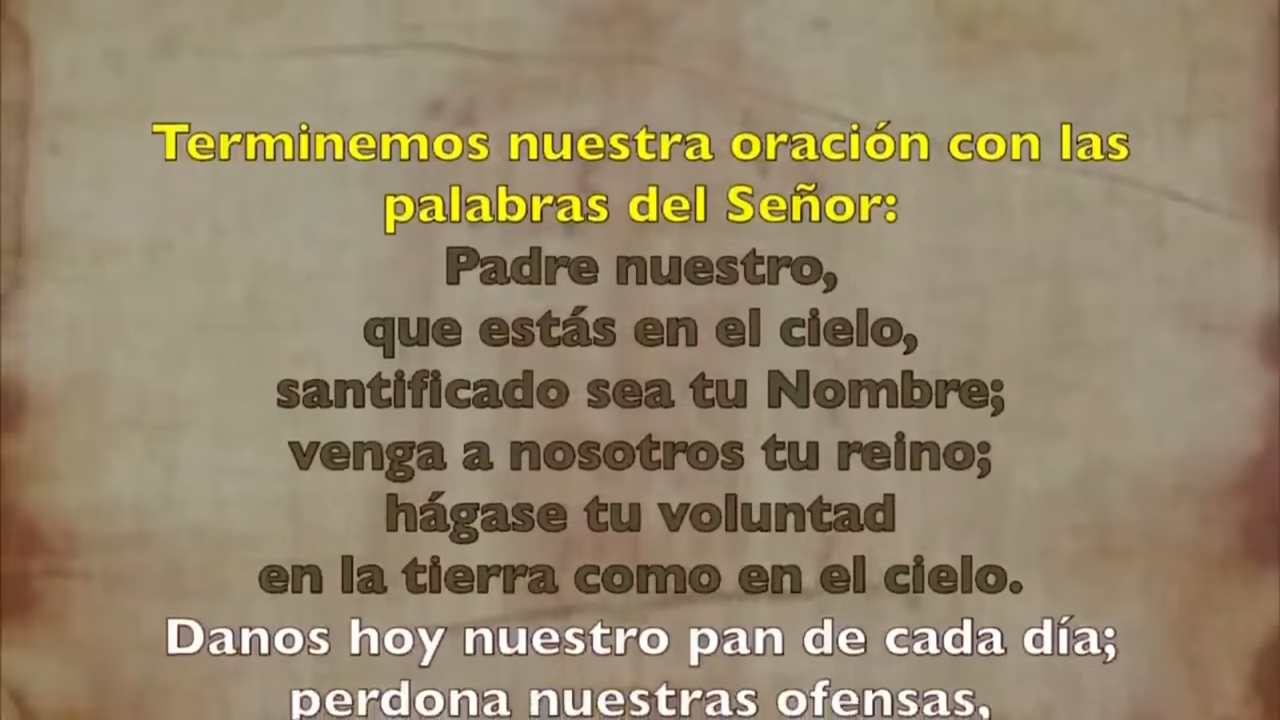 Terminemos nuestra oración con las
palabras del Señor:
Padre nuestro,
que estás en el cielo,
santificado sea tu Nombre;
venga a nosotros tu reino;
hágase tu voluntad
en la tierra como en el cielo.
Danos hoy nuestro pan de cada día;
perdona nuestras ofensas,